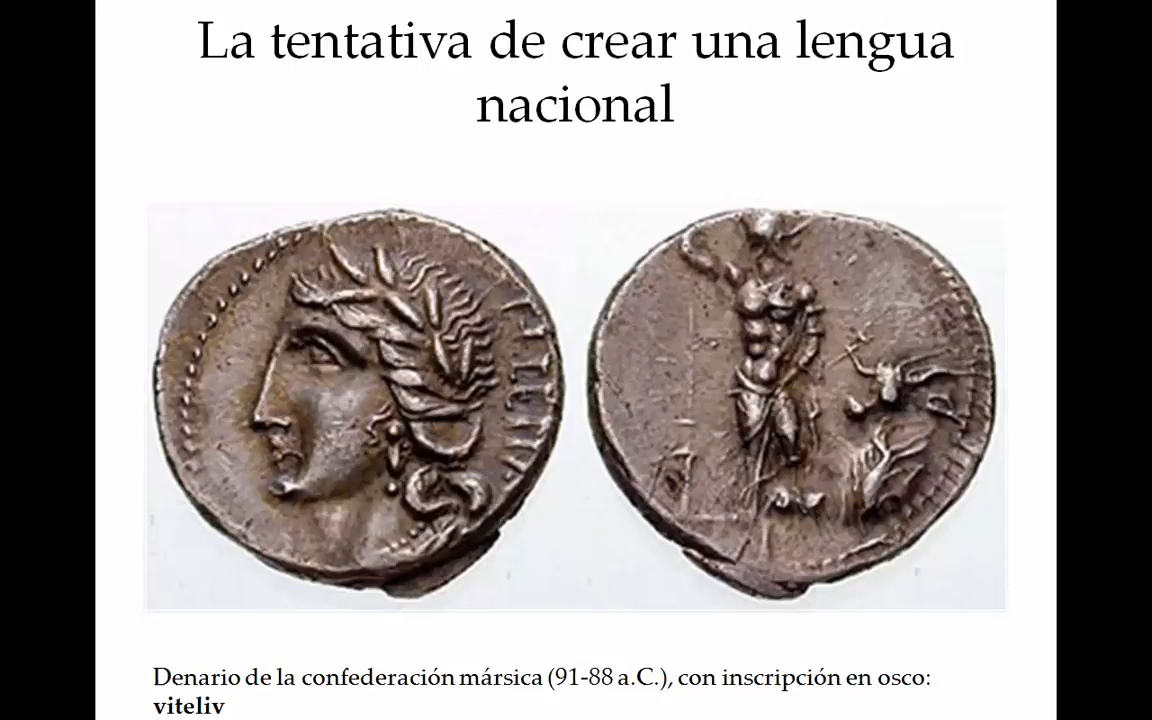 La tentativa de crear una lengua
nacional
Denario de la confederación mársica (91-88 a.C.), con inscripción en osco:
viteliv